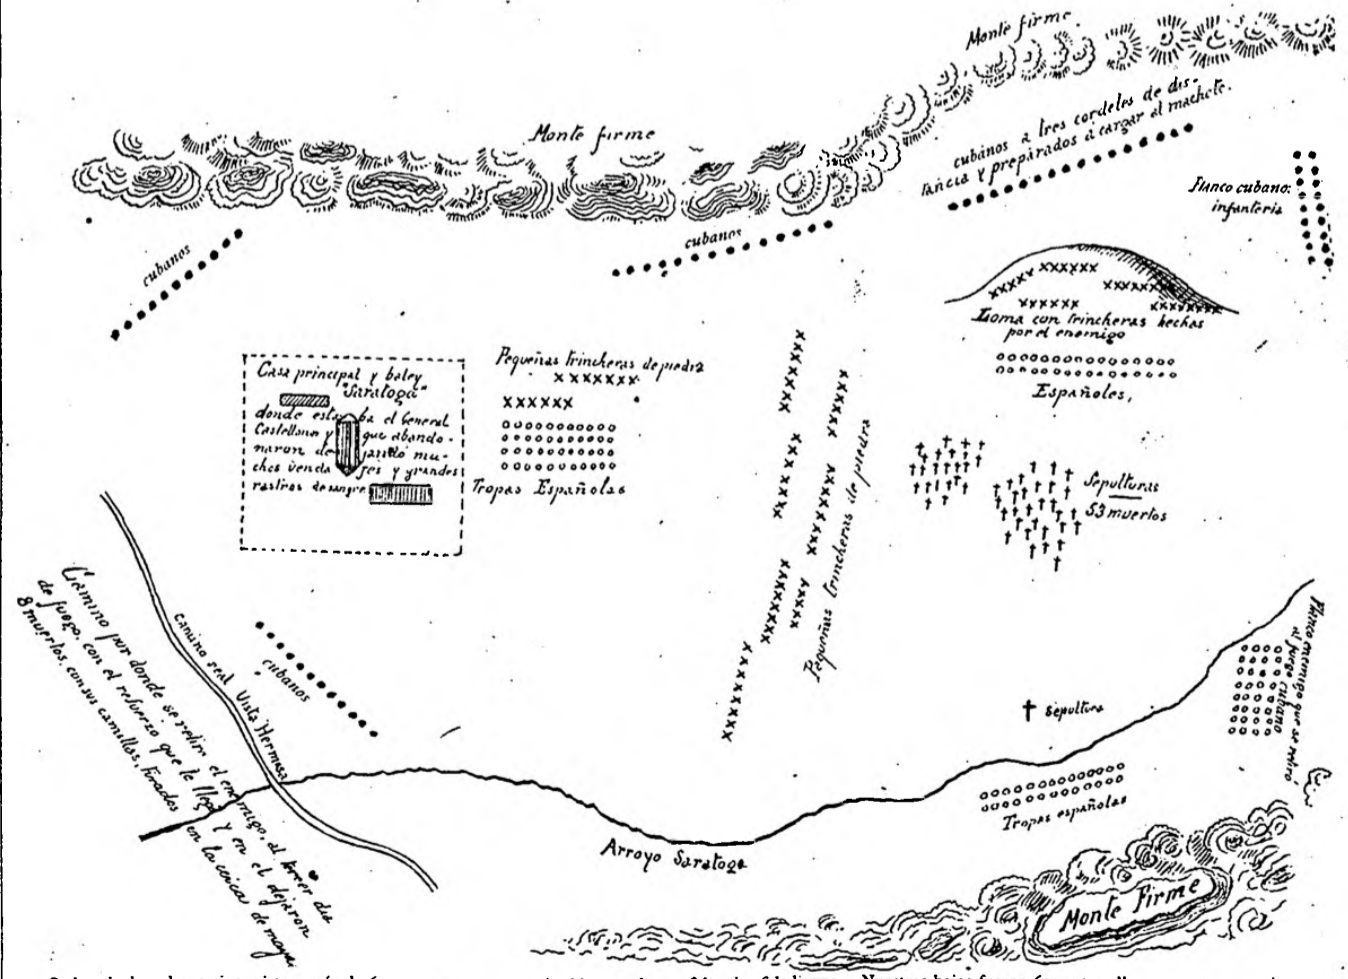 Monte firme
Monte firme
cubanos a tres cordeles de dis-
tancia y preparados a cargar al machete.
Flanco cubano:
infanteria
cubanos
cubanos
Loma con trincheras hechas
por el enemigo
Españoles,
Casa principal y batey
"Saratoga"
donde estaba el General
Castellanos y que abando-
naron dejando mu-
chos vendajes y grandes
rastros de sangre
Pequeñas trincheras de piedra
Tropas Españolas
Pequeñas trincheras de piedra
Sepulturas
53 muertos
Camino real Vista Hermosa
cubanos
Camino por donde se retiró el enemigo, al tercer dia
de fuego, con el refuerzo que le llegó y en el dejaron
8 muertos, con sus camillas, tirados en la cerca de maya
Sepultura
Flanco enemigo que se retiró
al fuego cubano
Tropas españolas
Arroyo Saratoga
Monte Firme